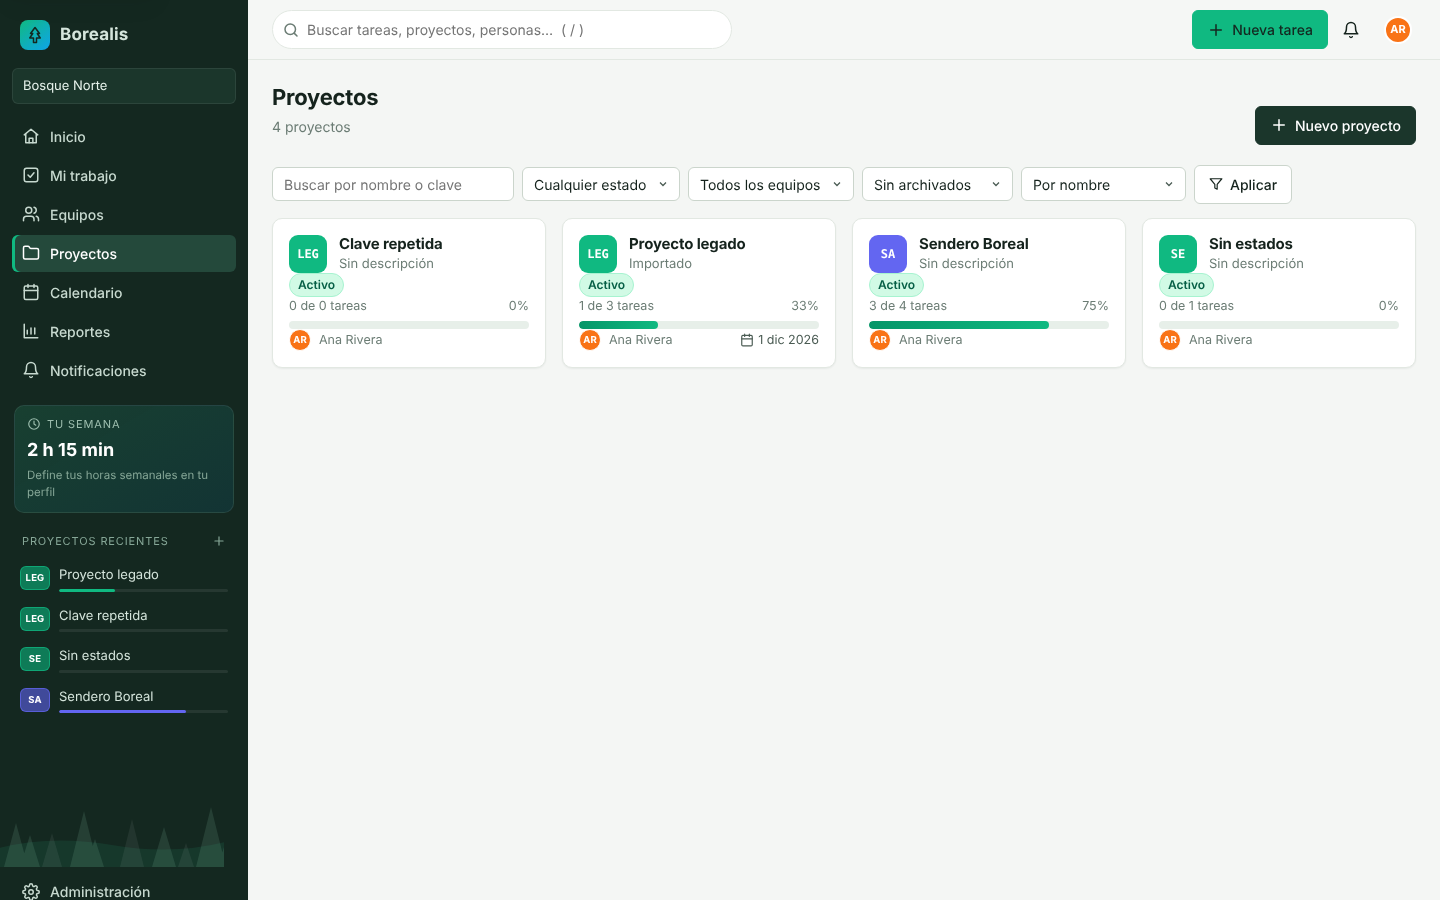 Borealis
Bosque Norte
Inicio
Mi trabajo
Equipos
Proyectos
Calendario
Reportes
Notificaciones
TU SEMANA
2 h 15 min
Define tus horas semanales en tu
perfil
PROYECTOS RECIENTES
LEG Proyecto legado
LEG Clave repetida
SE Sin estados
SA Sendero Boreal
Administración
Buscar tareas, proyectos, personas... ( / )
Nueva tarea
AR
Proyectos
4 proyectos
Nuevo proyecto
Buscar por nombre o clave
Cualquier estado
Todos los equipos
Sin archivados
Por nombre
Aplicar
LEG
Clave repetida
Sin descripción
Activo
0 de 0 tareas 0%
AR Ana Rivera
LEG
Proyecto legado
Importado
Activo
1 de 3 tareas 33%
AR Ana Rivera 1 dic 2026
SA
Sendero Boreal
Sin descripción
Activo
3 de 4 tareas 75%
AR Ana Rivera
SE
Sin estados
Sin descripción
Activo
0 de 1 tareas 0%
AR Ana Rivera